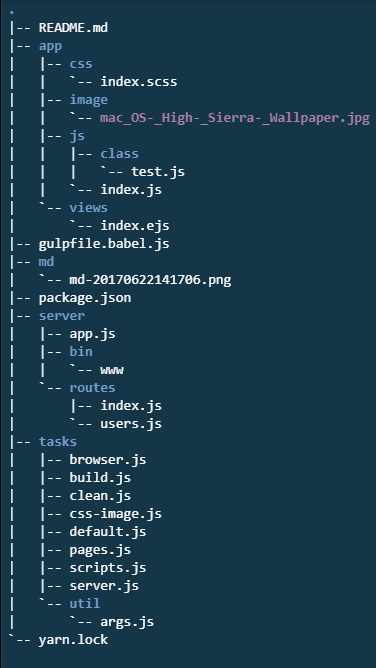 .
|-- README.md
|-- app
|   |-- css
|   |   `-- index.scss
|   |-- image
|   |   `-- mac_OS-_High-_Sierra-_Wallpaper.jpg
|   |-- js
|   |   |-- class
|   |   |   `-- test.js
|   |   `-- index.js
|   `-- views
|       `-- index.ejs
|-- gulpfile.babel.js
|-- md
|   `-- md-20170622141706.png
|-- package.json
|-- server
|   |-- app.js
|   |-- bin
|   |   `-- www
|   `-- routes
|       |-- index.js
|       `-- users.js
|-- tasks
|   |-- browser.js
|   |-- build.js
|   |-- clean.js
|   |-- css-image.js
|   |-- default.js
|   |-- pages.js
|   |-- scripts.js
|   |-- server.js
|   `-- util
|       `-- args.js
`-- yarn.lock